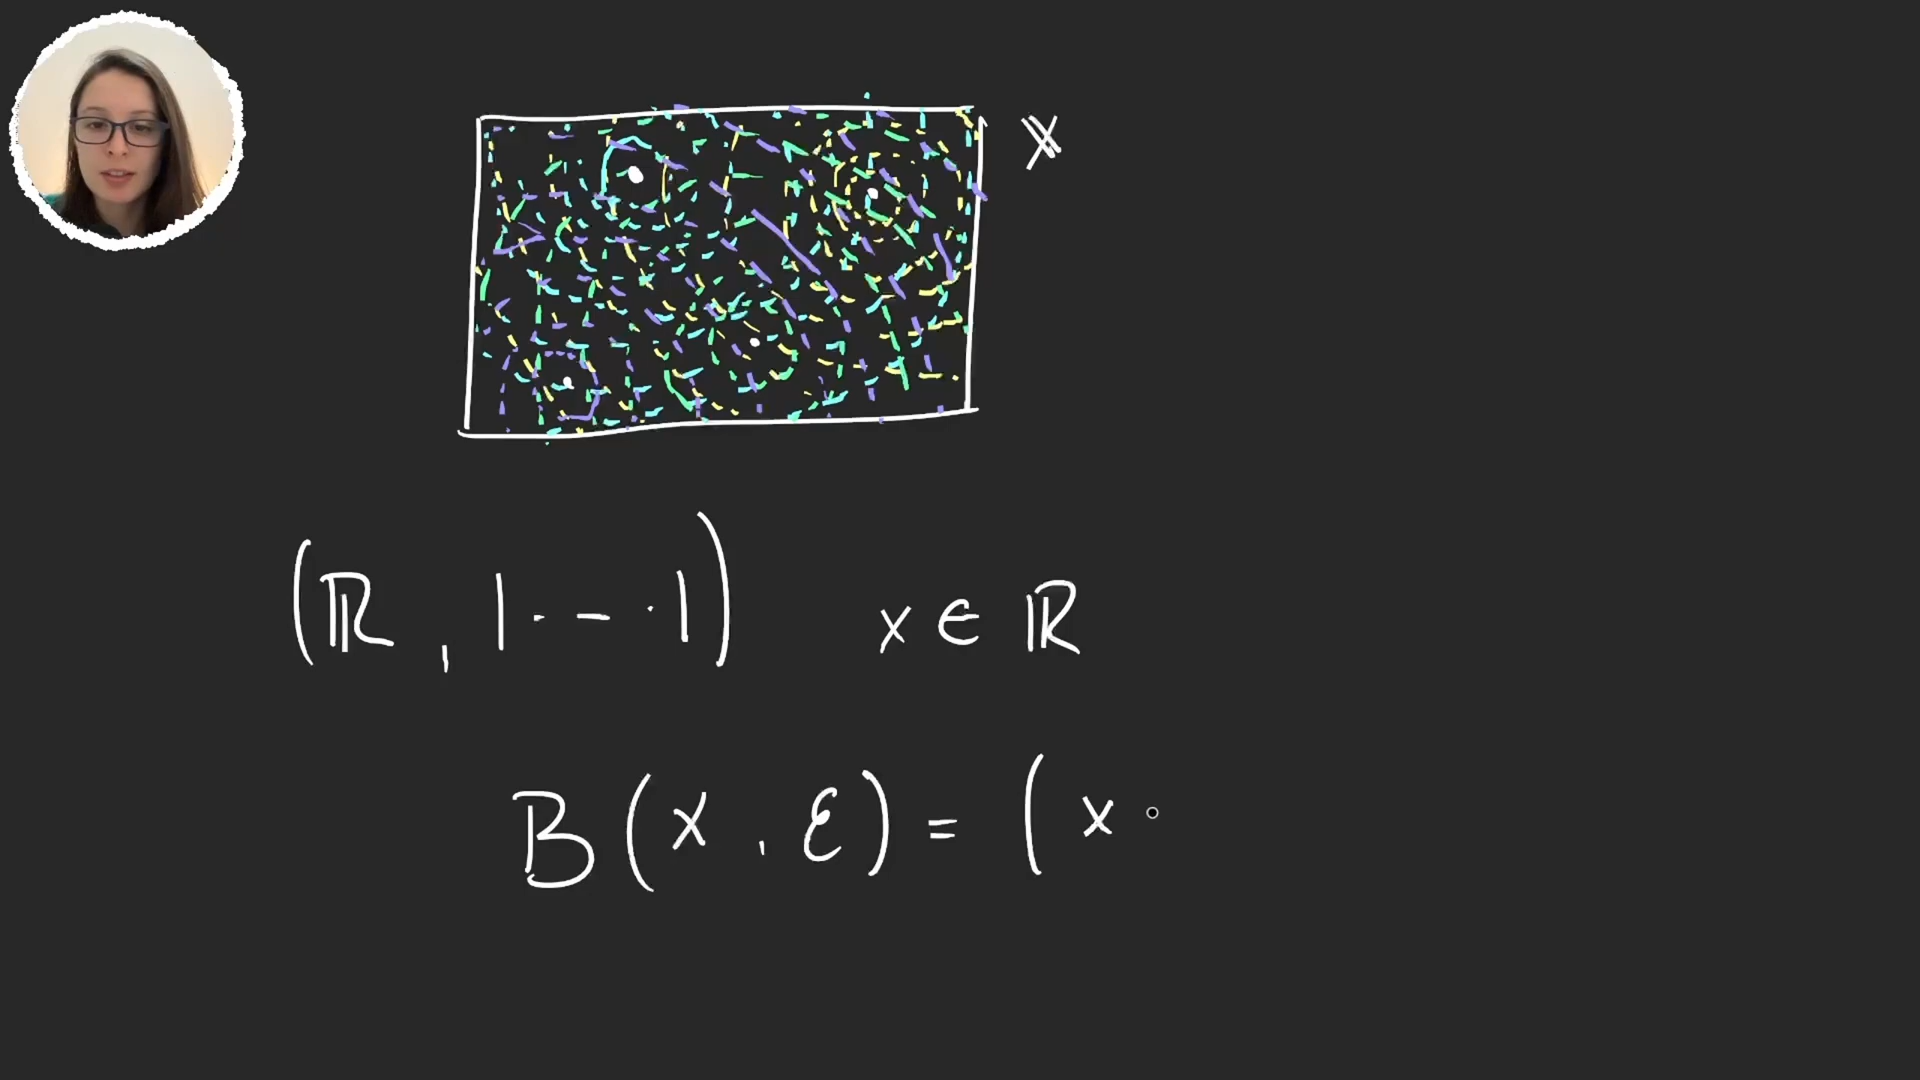 𝕏
(ℝ, |· - ·|) x ∈ ℝ
B(x, ε) = (x